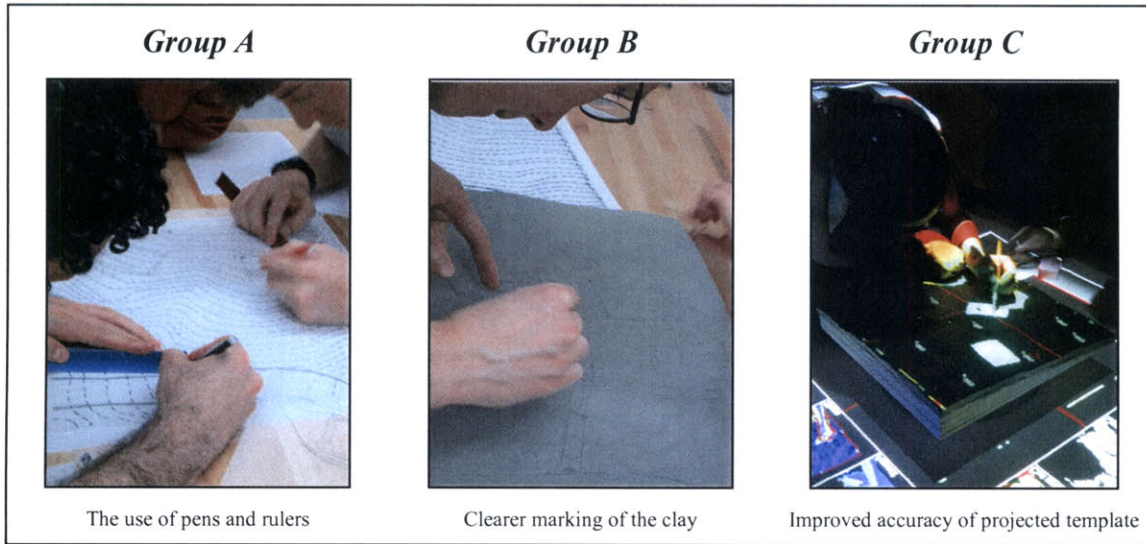 Group A
Group B
Group C
The use of pens and rulers
Clearer marking of the clay
Improved accuracy of projected template